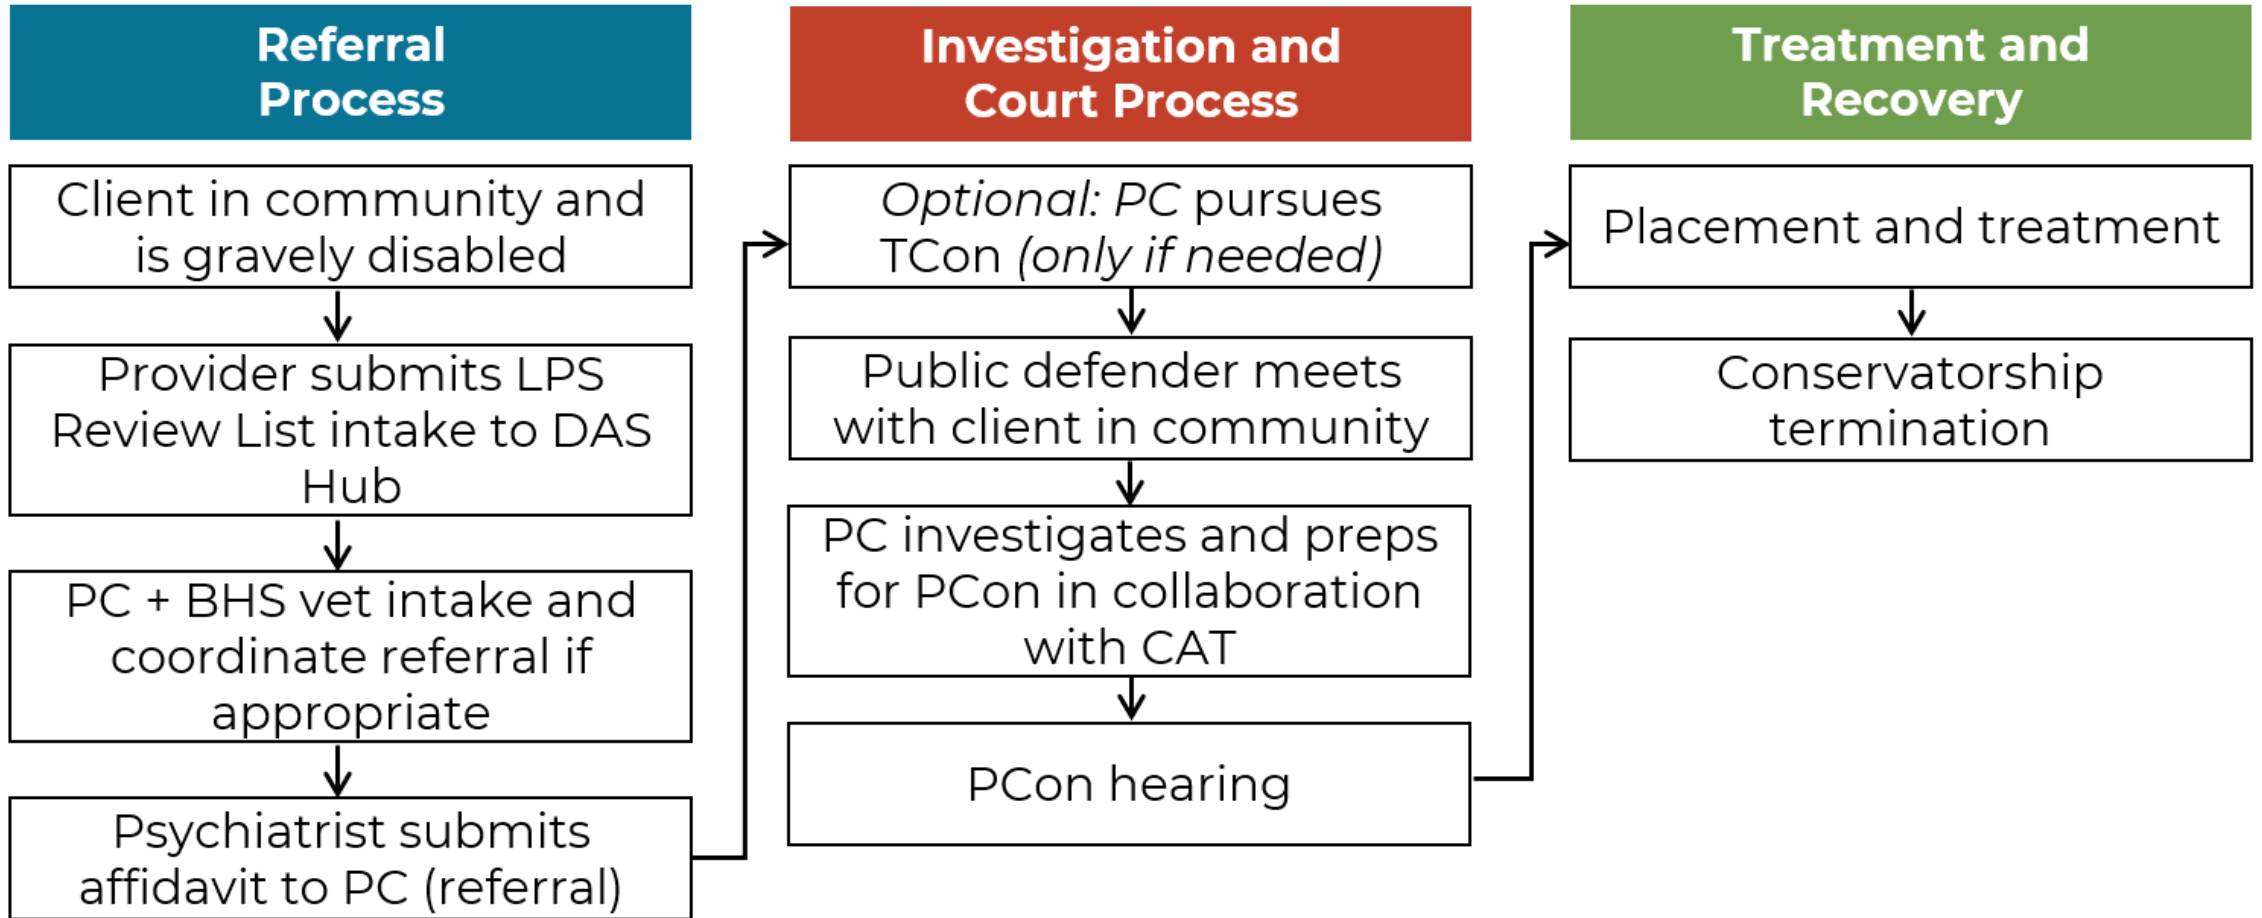 Referral
Process
Client in community and
is gravely disabled
Provider submits LPS
Review List intake to DAS
Hub
PC + BHS vet intake and
coordinate referral if
appropriate
Psychiatrist submits
affidavit to PC (referral)
Investigation and
Court Process
Optional: PC pursues
TCon (only if needed)
Public defender meets
with client in community
PC investigates and preps
for PCon in collaboration
with CAT
PCon hearing
Treatment and
Recovery
Placement and treatment
Conservatorship
termination